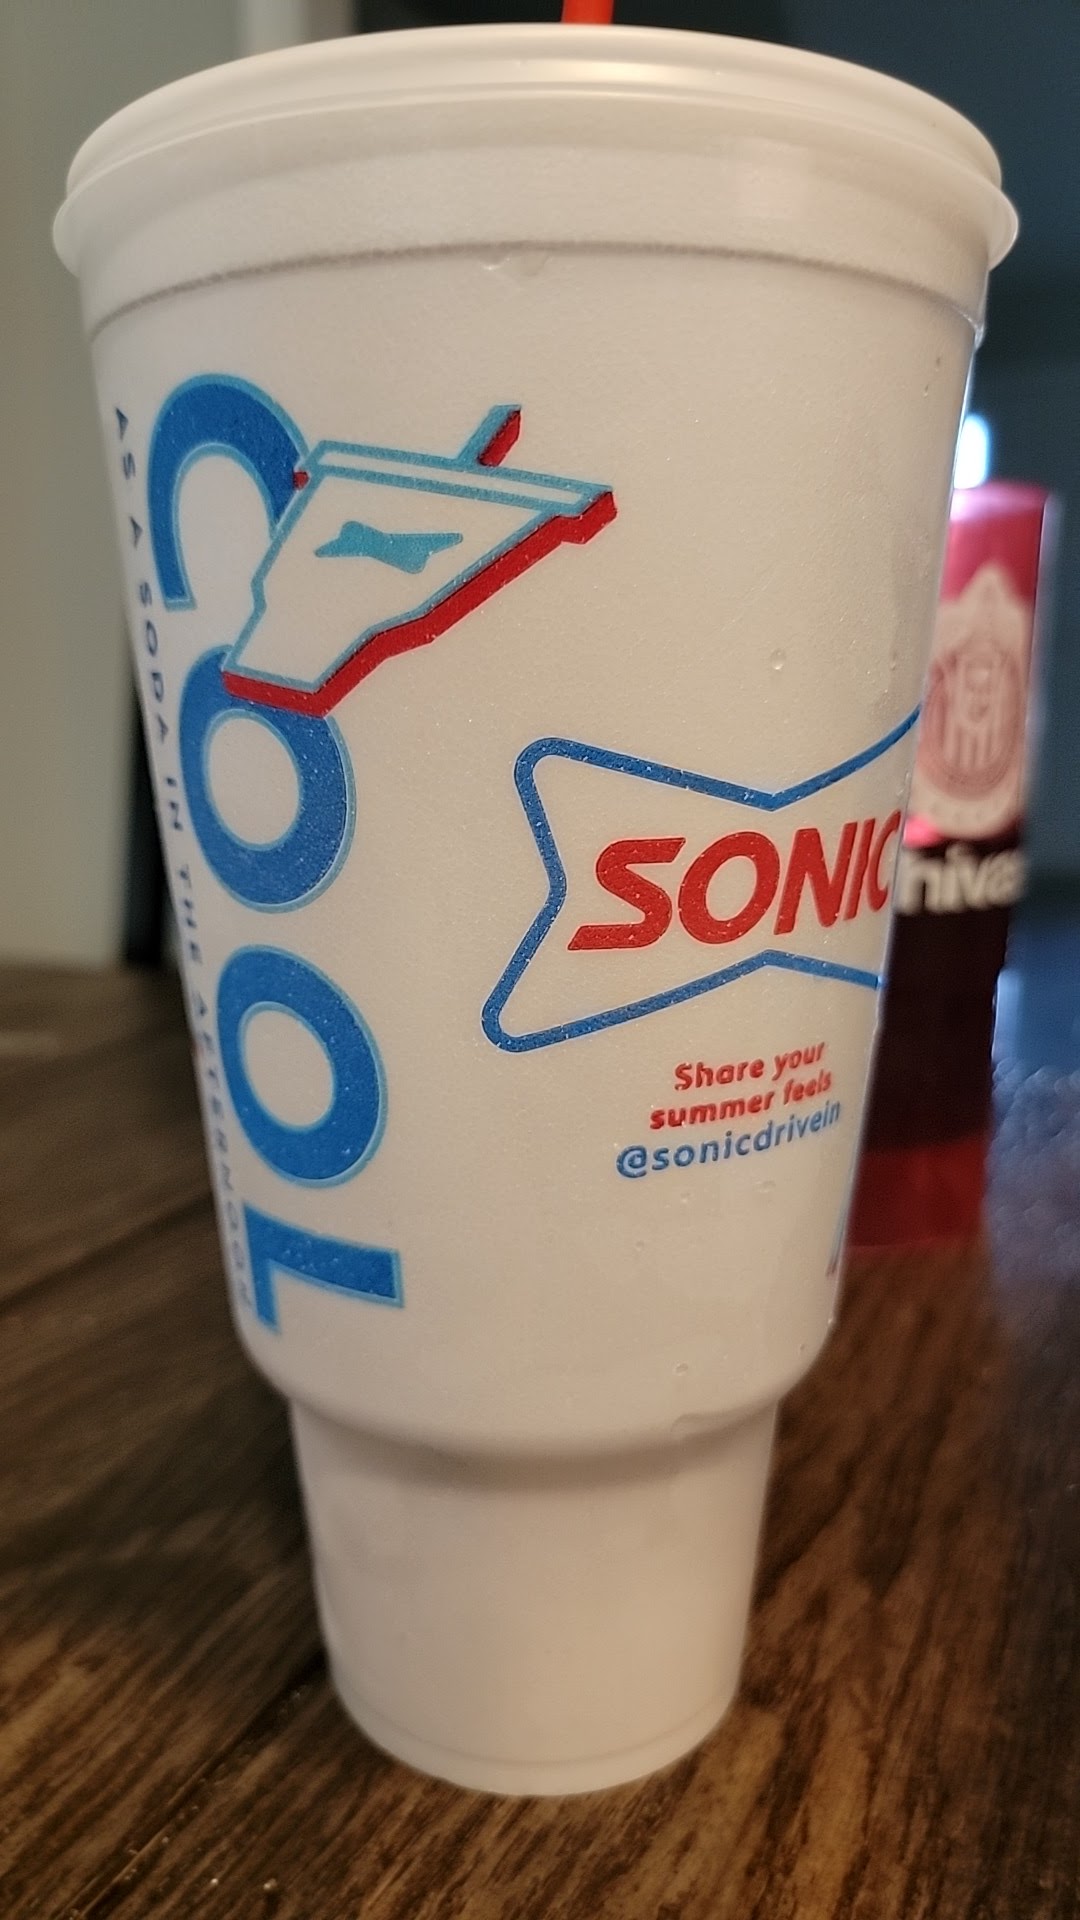 COOL
AS A SODA IN THE AFTERNOON
SONIC
Share your
summer feels
@sonicdrivein